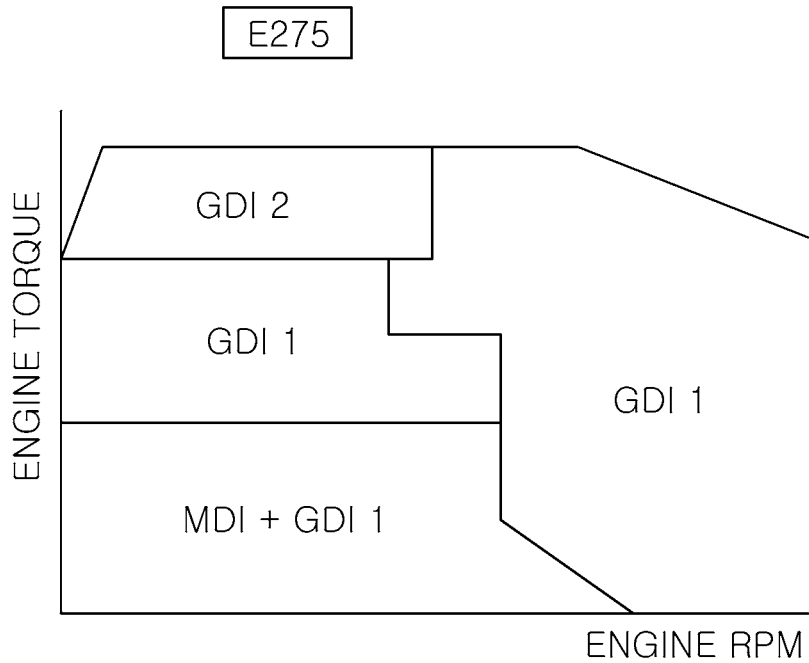 E275
ENGINE TORQUE
GDI 2
GDI 1
GDI 1
MDI + GDI 1
ENGINE RPM